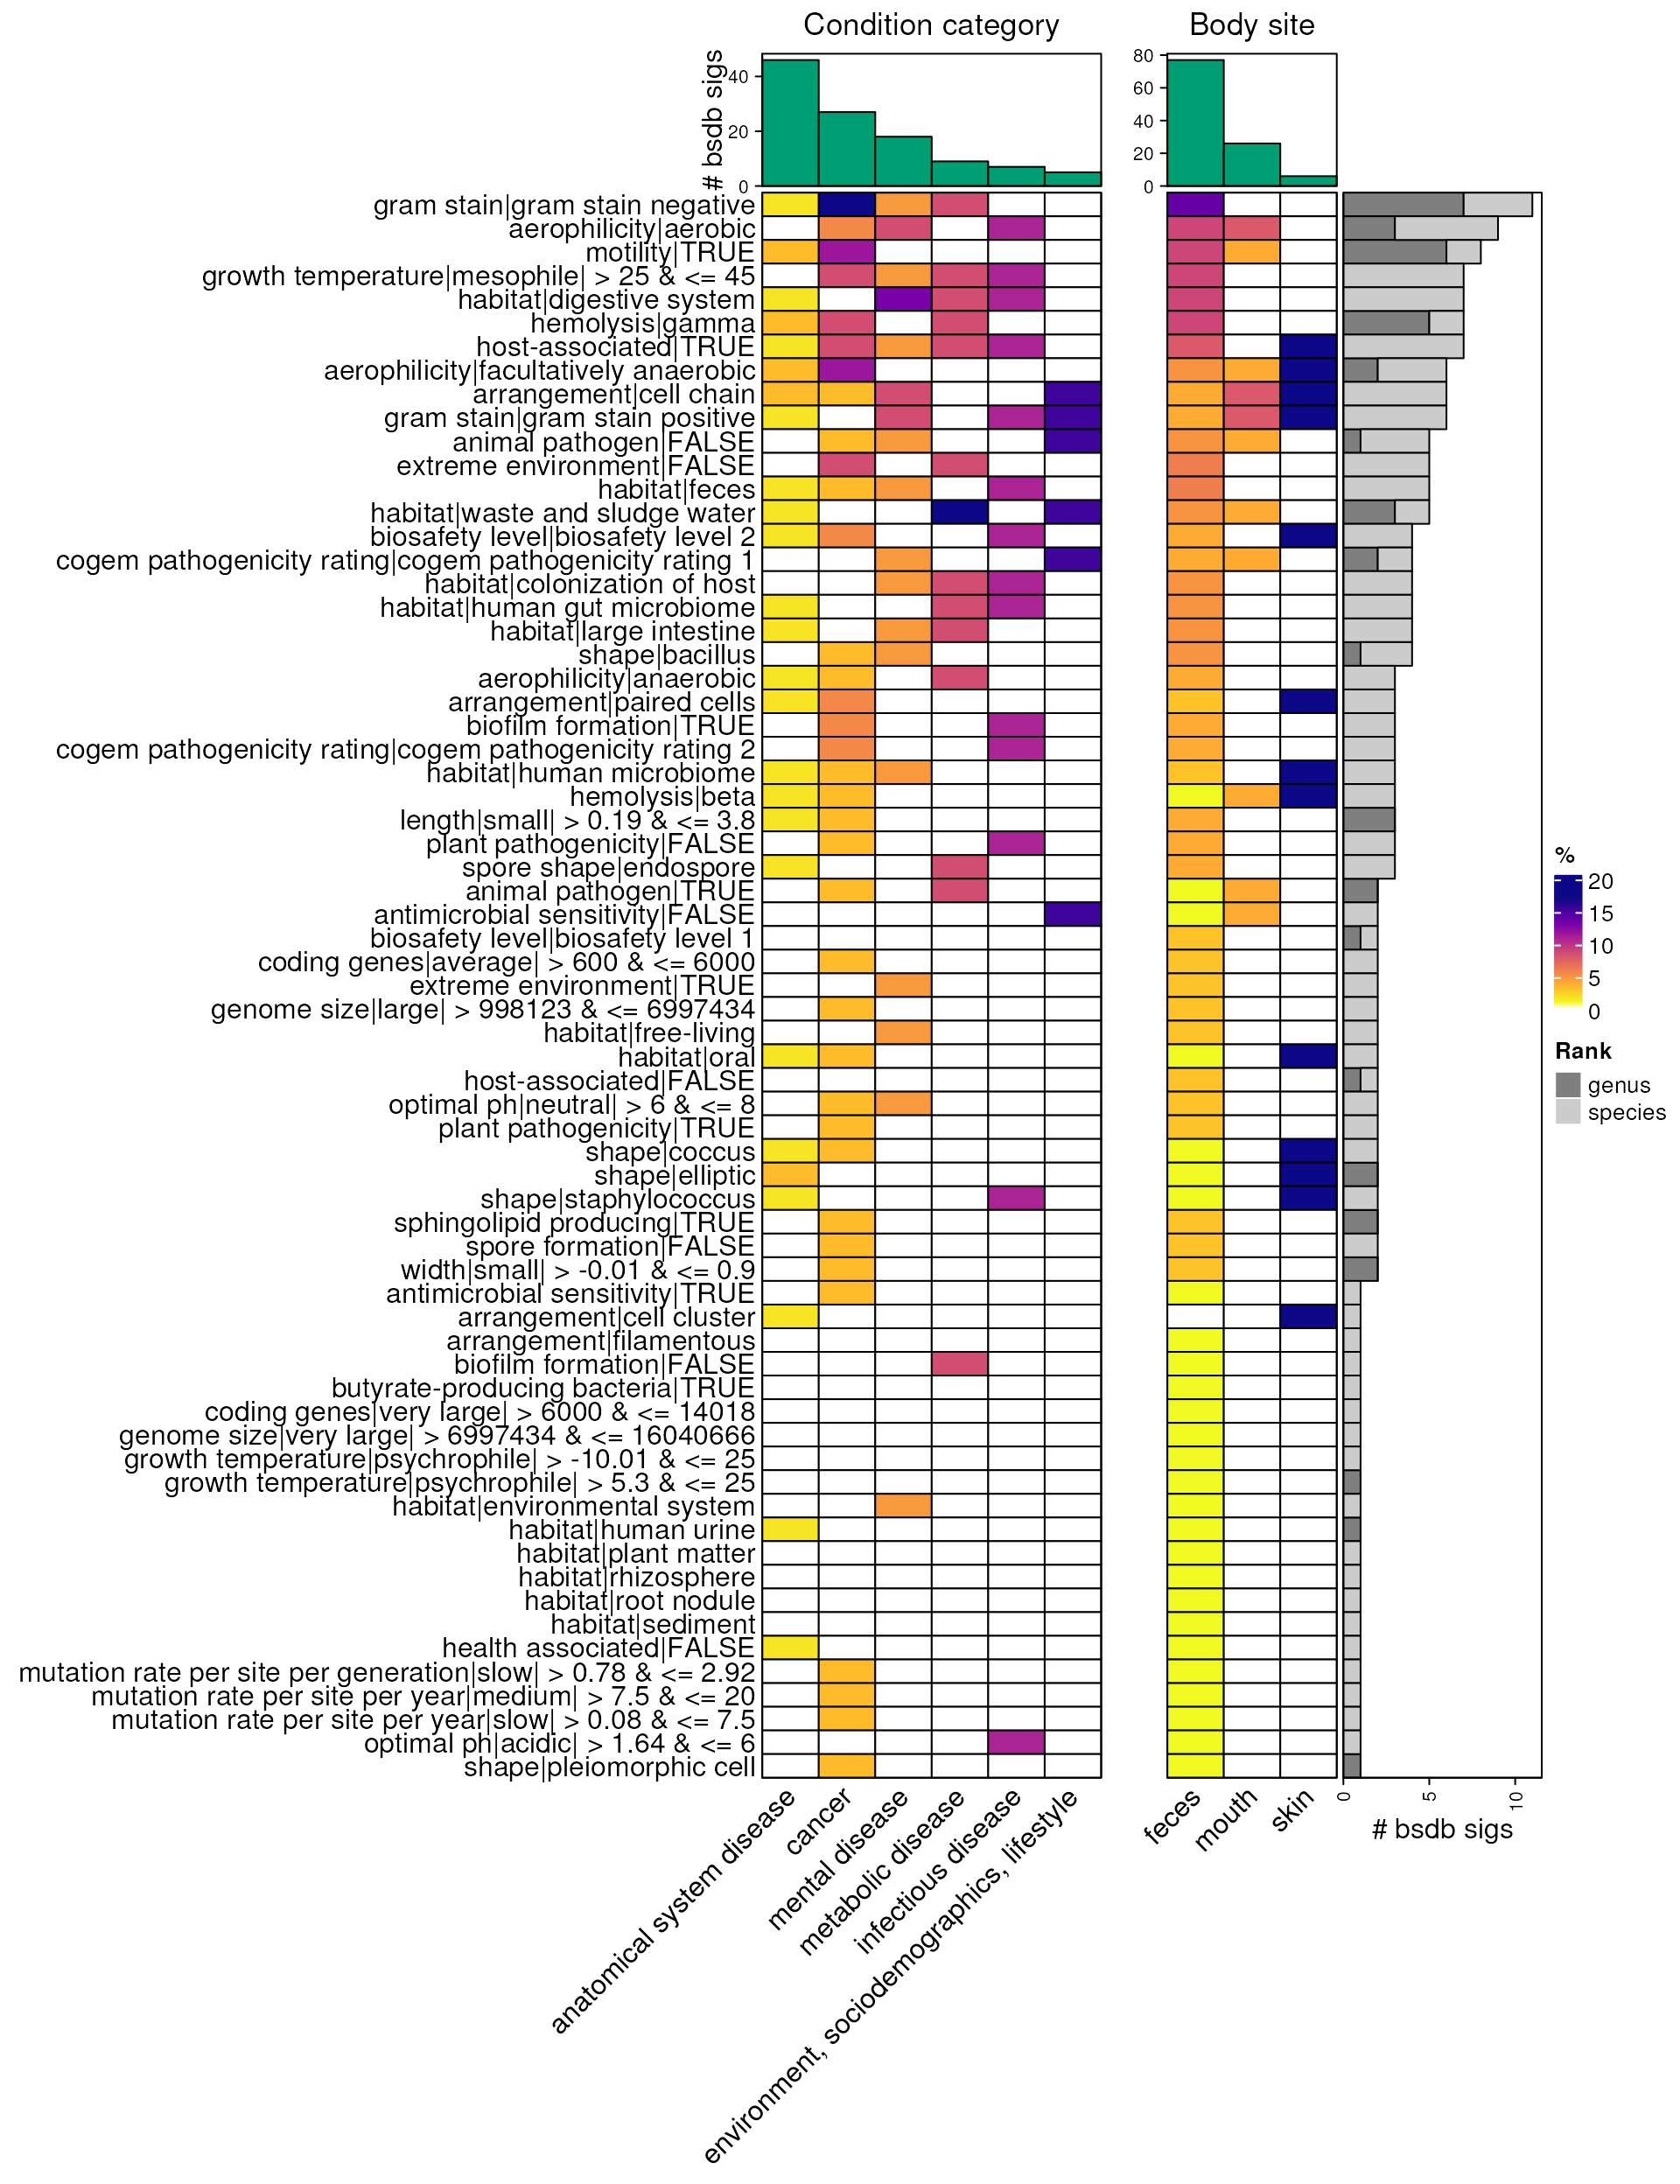 Condition category
Body site
# bsdb sigs
40
20
0
80
60
40
20
0
gram stain|gram stain negative
aerophilicity|aerobic
motility|TRUE
growth temperature|mesophile| > 25 & <= 45
habitat|digestive system
hemolysis|gamma
host-associated|TRUE
aerophilicity|facultatively anaerobic
arrangement|cell chain
gram stain|gram stain positive
animal pathogen|FALSE
extreme environment|FALSE
habitat|feces
habitat|waste and sludge water
biosafety level|biosafety level 2
cogem pathogenicity rating|cogem pathogenicity rating 1
habitat|colonization of host
habitat|human gut microbiome
habitat|large intestine
shape|bacillus
aerophilicity|anaerobic
arrangement|paired cells
biofilm formation|TRUE
cogem pathogenicity rating|cogem pathogenicity rating 2
habitat|human microbiome
hemolysis|beta
length|small| > 0.19 & <= 3.8
plant pathogenicity|FALSE
spore shape|endospore
animal pathogen|TRUE
antimicrobial sensitivity|FALSE
biosafety level|biosafety level 1
coding genes|average| > 600 & <= 6000
extreme environment|TRUE
genome size|large| > 998123 & <= 6997434
habitat|free-living
habitat|oral
host-associated|FALSE
optimal ph|neutral| > 6 & <= 8
plant pathogenicity|TRUE
shape|coccus
shape|elliptic
shape|staphylococcus
sphingolipid producing|TRUE
spore formation|FALSE
width|small| > -0.01 & <= 0.9
antimicrobial sensitivity|TRUE
arrangement|cell cluster
arrangement|filamentous
biofilm formation|FALSE
butyrate-producing bacteria|TRUE
coding genes|very large| > 6000 & <= 14018
genome size|very large| > 6997434 & <= 16040666
growth temperature|psychrophile| > -10.01 & <= 25
growth temperature|psychrophile| > 5.3 & <= 25
habitat|environmental system
habitat|human urine
habitat|plant matter
habitat|rhizosphere
habitat|root nodule
habitat|sediment
health associated|FALSE
mutation rate per site per generation|slow| > 0.78 & <= 2.92
mutation rate per site per year|medium| > 7.5 & <= 20
mutation rate per site per year|slow| > 0.08 & <= 7.5
optimal ph|acidic| > 1.64 & <= 6
shape|pleiomorphic cell
anatomical system disease
cancer
mental disease
metabolic disease
infectious disease
environment, sociodemographics, lifestyle
feces
mouth
skin
0
5
10
# bsdb sigs
%
20
15
10
5
0
Rank
genus
species